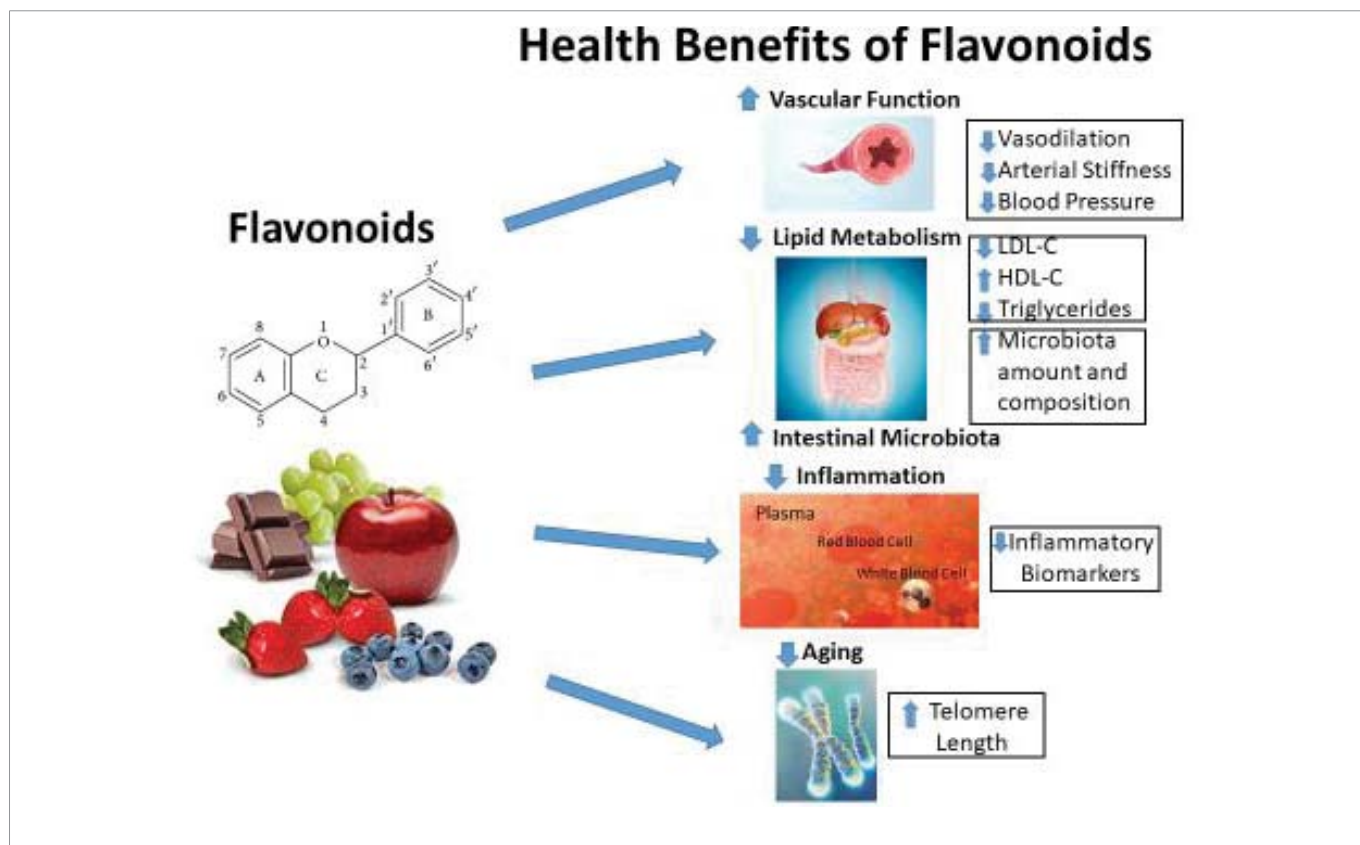 Health Benefits of Flavonoids
Flavonoids
3'
2'
4'
B
8
1
1'
5'
O
7
2
6'
A
C
6
3
5
4
Vascular Function
Vasodilation
Arterial Stiffness
Blood Pressure
Lipid Metabolism
LDL-C
HDL-C
Triglycerides
Microbiota
amount and
composition
Intestinal Microbiota
Inflammation
Plasma
Red Blood Cell
White Blood Cell
Inflammatory
Biomarkers
Aging
Telomere
Length